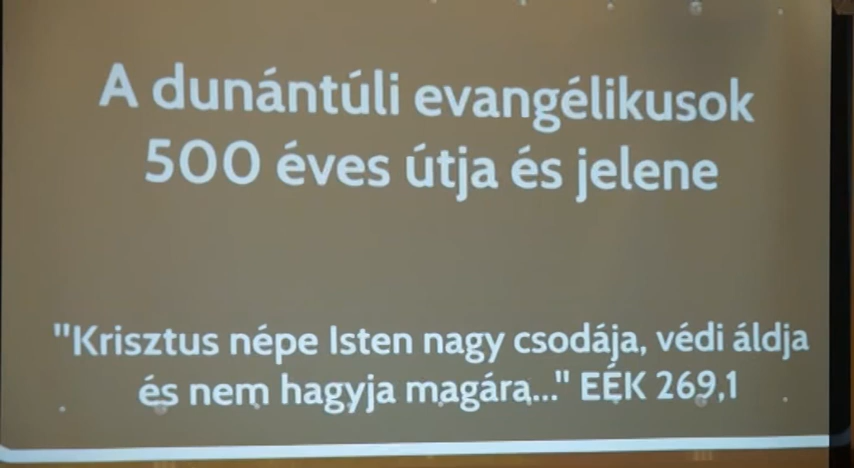 A dunántúli evangélikusok
500 éves útja és jelene
"Krisztus népe Isten nagy csodája, védi áldja
és nem hagyja magára..." EÉK 269,1